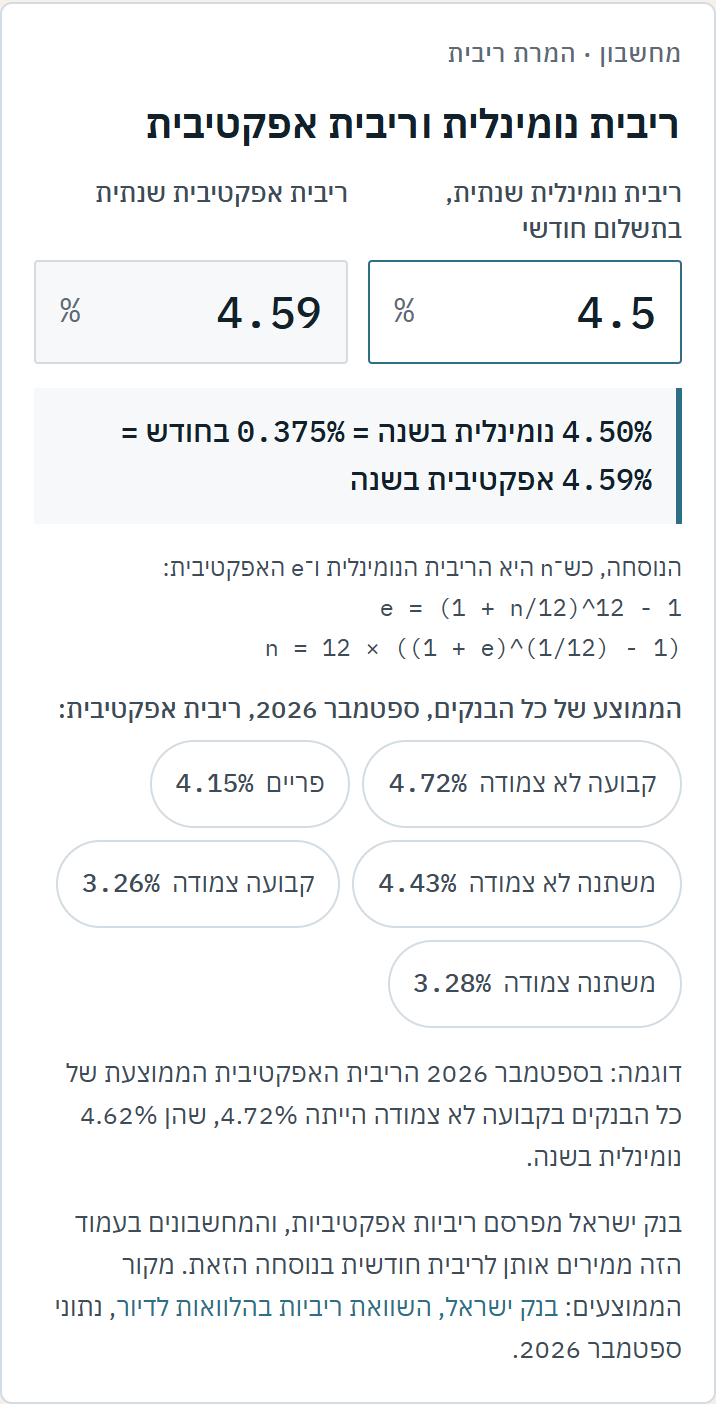 מחשבון · המרת ריבית
ריבית נומינלית וריבית אפקטיבית
ריבית נומינלית שנתית,
בתשלום חודשי
ריבית אפקטיבית שנתית
4.5 %
4.59 %
4.50% נומינלית בשנה = 0.375% בחודש =
4.59% אפקטיבית בשנה
הנוסחה, כש־n היא הריבית הנומינלית ו־e האפקטיבית:
e = (1 + n/12)^12 - 1
n = 12 × ((1 + e)^(1/12) - 1)
הממוצע של כל הבנקים, ספטמבר 2026, ריבית אפקטיבית:
קבועה לא צמודה 4.72%
פריים 4.15%
משתנה לא צמודה 4.43%
קבועה צמודה 3.26%
משתנה צמודה 3.28%
דוגמה: בספטמבר 2026 הריבית האפקטיבית הממוצעת של
כל הבנקים בקבועה לא צמודה הייתה 4.72%, שהן 4.62%
נומינלית בשנה.
בנק ישראל מפרסם ריביות אפקטיביות, והמחשבונים בעמוד
הזה ממירים אותן לריבית חודשית בנוסחה הזאת. מקור
הממוצעים: בנק ישראל, השוואת ריביות בהלוואות לדיור, נתוני
ספטמבר 2026.